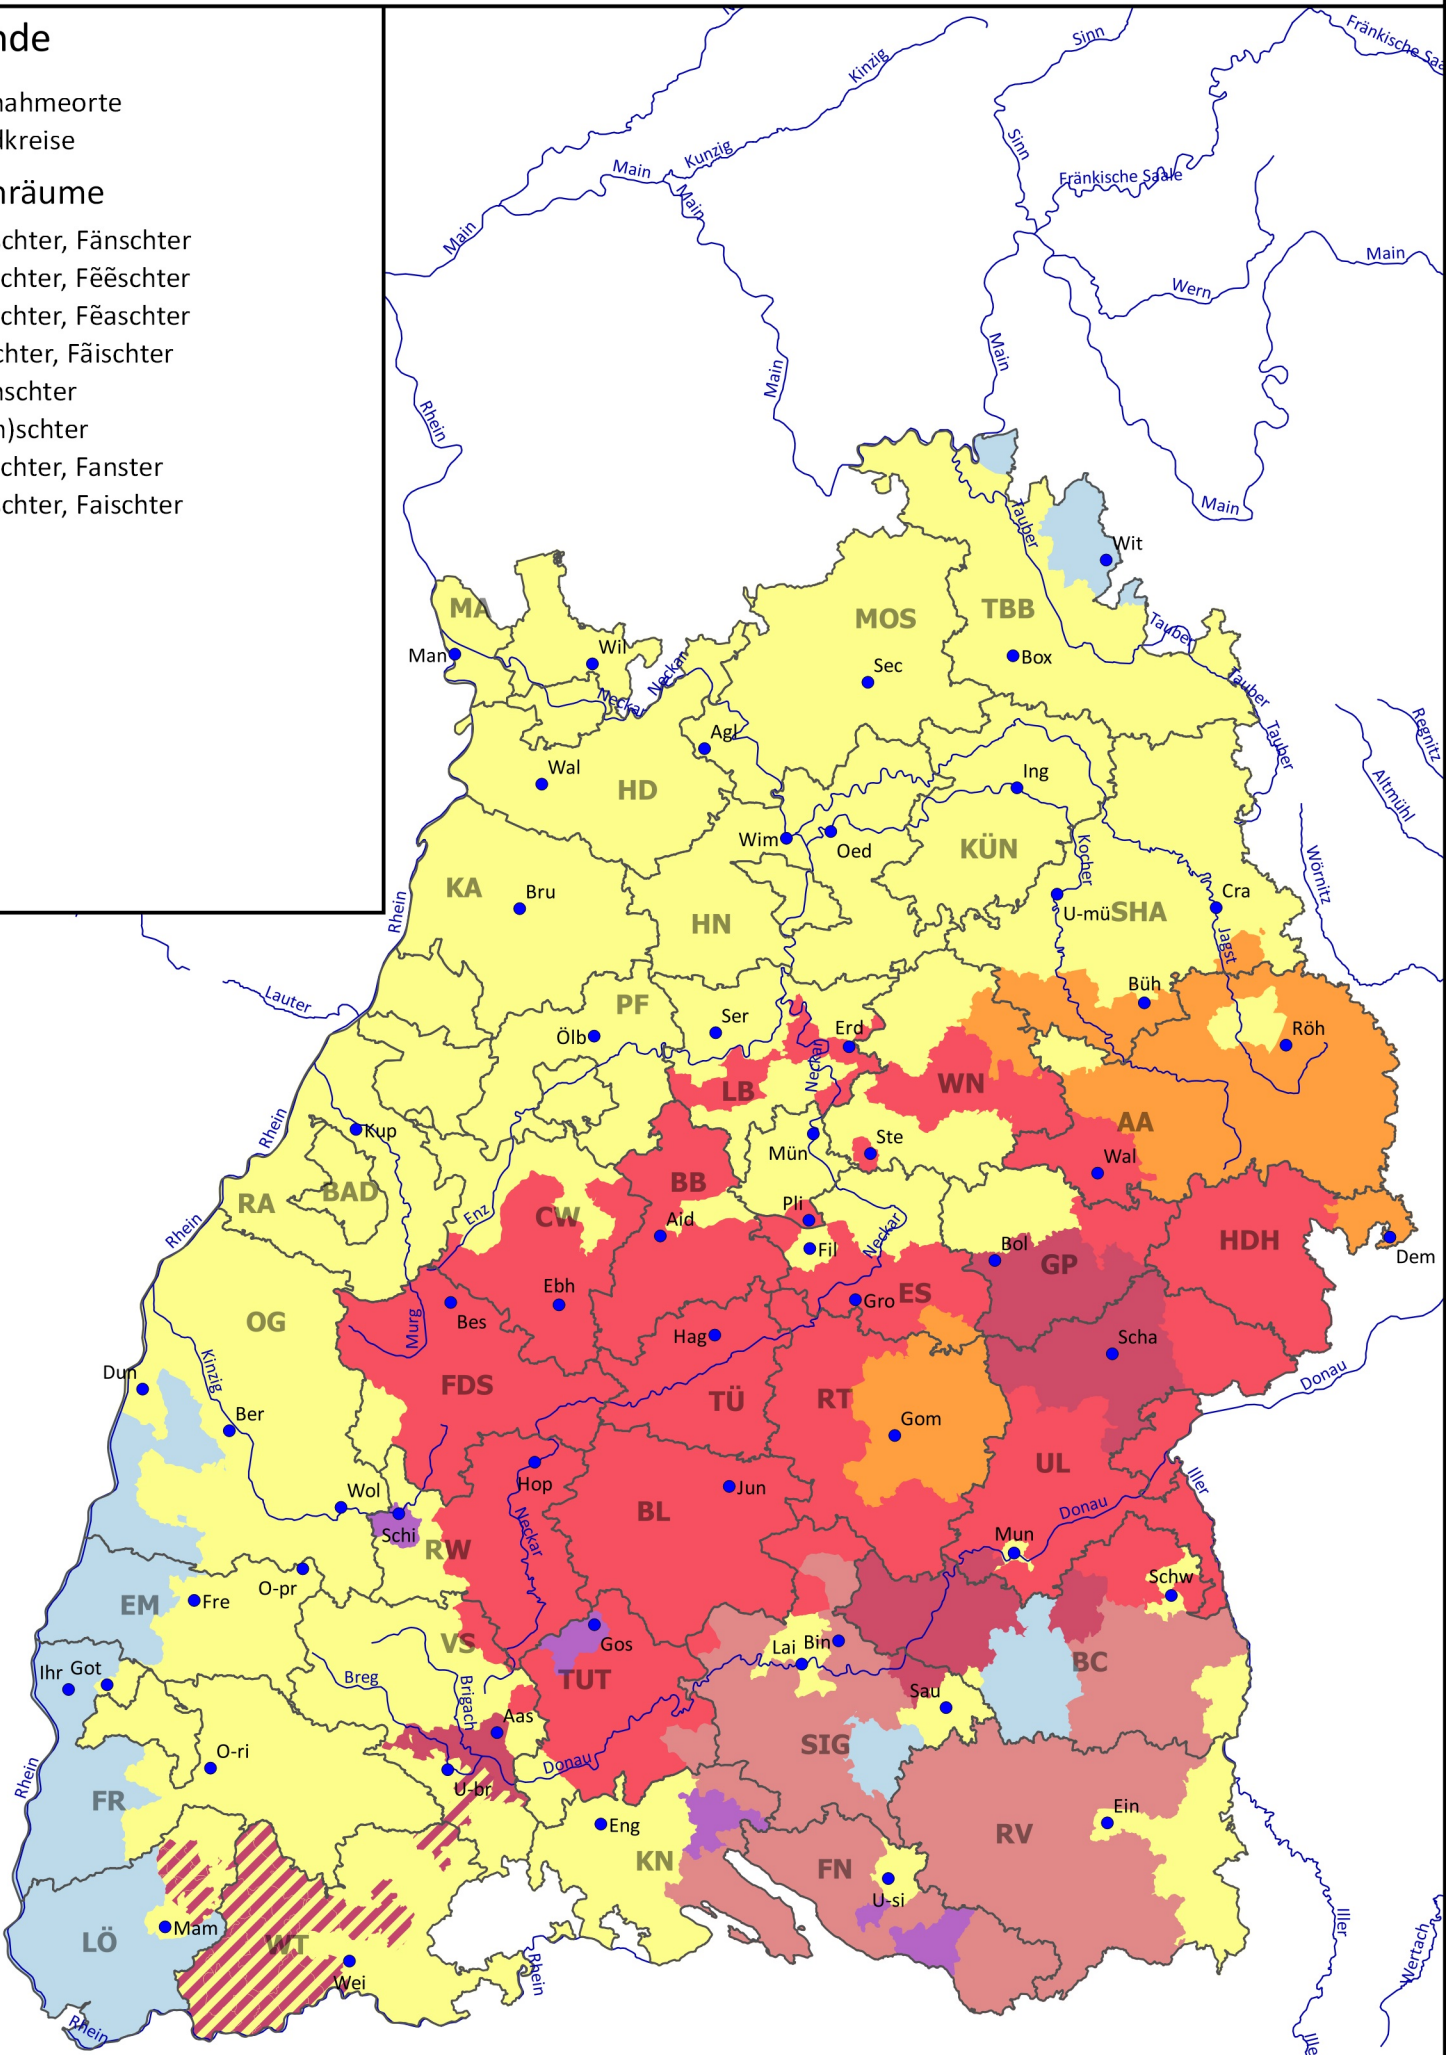 nde
nahmeorte
dkreise
nräume
chter, Fänschter
chter, Fẽẽschter
chter, Fẽaschter
chter, Fãischter
nschter
n)schter
chter, Fanster
chter, Faischter
Kinzig
Sinn
Fränkische Saa
Main
Kunzig
Sinn
Fränkische Saale
Main
Main
Main
Wern
Main
Main
Rhein
Main
Tauber
Wit
MA
MOS
TBB
Tauber
Man
Wil
Neckar
Sec
Box
Neckar
Tauber
Tauber
Regnitz
Agl
Wal
HD
Ing
Altmühl
Wim
Oed
KÜN
Kocher
Wörnitz
KA
Bru
HN
U-mü
SHA
Cra
Rhein
Jagst
Lauter
PF
Büh
Ölb
Ser
Erd
Röh
Neckar
LB
WN
AA
Rhein
Kup
Mün
Ste
Wal
RA
BAD
BB
Pli
Rhein
Enz
CW
Aid
Fil
Neckar
Bol
GP
HDH
Dem
OG
Murg
Bes
Ebh
Gro
ES
Hag
Scha
Dun
Kinzig
FDS
TÜ
RT
Donau
Ber
Gom
Wol
Hop
Jun
UL
Iller
Schi
RW
Neckar
BL
Mun
Donau
O-pr
Schw
EM
Fre
VS
Gos
Lai
Bin
BC
Ihr
Got
Breg
Brigach
TUT
Sau
Aas
SIG
O-ri
Donau
Rhein
FR
U-br
Eng
Ein
KN
FN
RV
U-si
Mam
LÖ
WT
Wei
Rhein
Iller
Wertach
Rhein
Ille